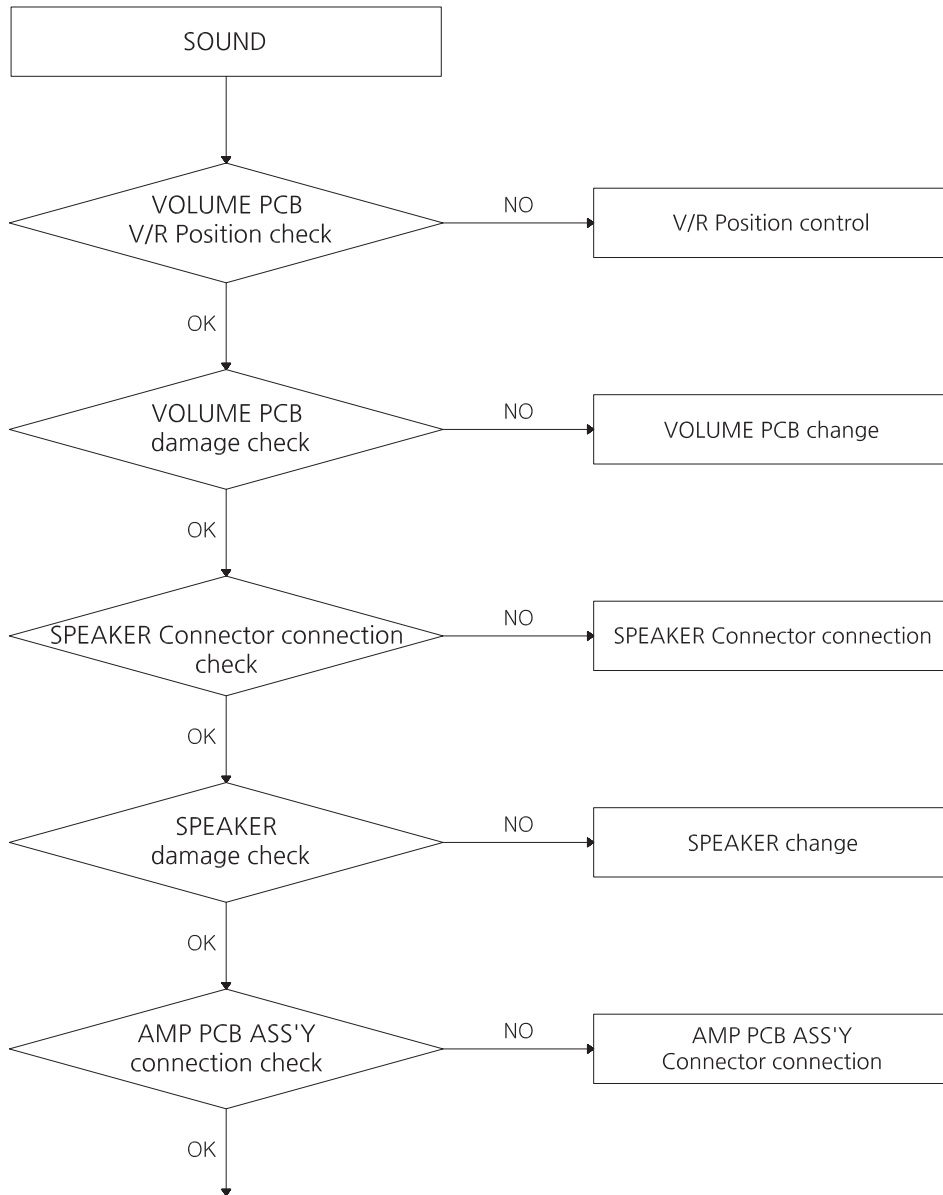 SOUND
VOLUME PCB
V/R Position check
NO
V/R Position control
OK
VOLUME PCB
damage check
NO
VOLUME PCB change
OK
SPEAKER Connector connection
check
NO
SPEAKER Connector connection
OK
SPEAKER
damage check
NO
SPEAKER change
OK
AMP PCB ASS'Y
connection check
NO
AMP PCB ASS'Y
Connector connection
OK